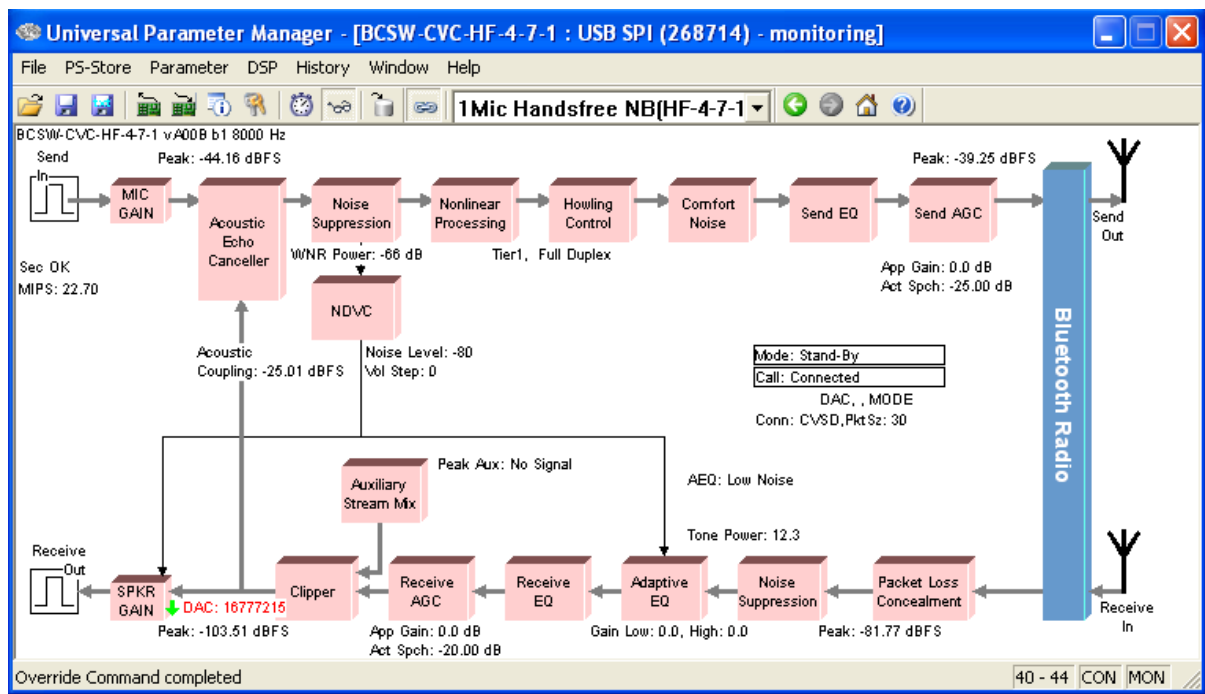 Universal Parameter Manager - [BCSW-CVC-HF-4-7-1 : USB SPI (268714) - monitoring]
File PS-Store Parameter DSP History Window Help
1Mic Handsfree NB(HF-4-7-1
BCSW-CVC-HF-4-7-1 vA00B b1 8000 Hz
Send
In
Peak: -44.16 dBFS
Peak: -39.25 dBFS
MIC
GAIN
Acoustic
Echo
Canceller
Noise
Suppression
Nonlinear
Processing
Howling
Control
Comfort
Noise
Send EQ
Send AGC
Send
Out
WNR Power: -66 dB
Tier1, Full Duplex
Sec OK
MIPS: 22.70
App Gain: 0.0 dB
Act Spch: -25.00 dB
NDVC
Bluetooth Radio
Acoustic
Coupling: -25.01 dBFS
Noise Level: -80
Vol Step: 0
Mode: Stand-By
Call: Connected
DAC, , MODE
Conn: CVSD,PktSz: 30
Peak Aux: No Signal
Auxiliary
Stream Mix
AEQ: Low Noise
Tone Power: 12.3
Receive
Out
SPKR
GAIN
DAC: 16777215
Clipper
Receive
AGC
Receive
EQ
Adaptive
EQ
Noise
Suppression
Packet Loss
Concealment
Receive
In
Peak: -103.51 dBFS
App Gain: 0.0 dB
Act Spch: -20.00 dB
Gain Low: 0.0, High: 0.0
Peak: -81.77 dBFS
Override Command completed
40 - 44 CON MON